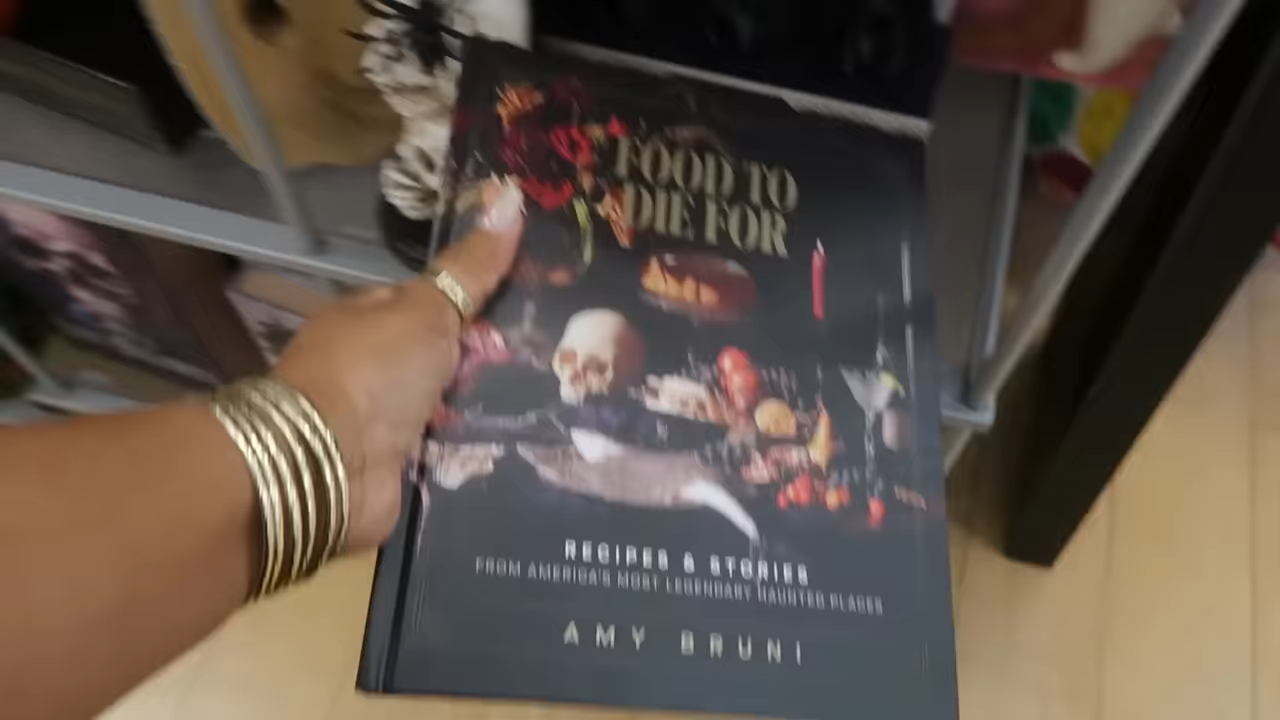 FOOD TO
DIE FOR
RECIPES & STORIES
FROM AMERICA'S MOST LEGENDARY HAUNTED PLACES
AMY BRUNI